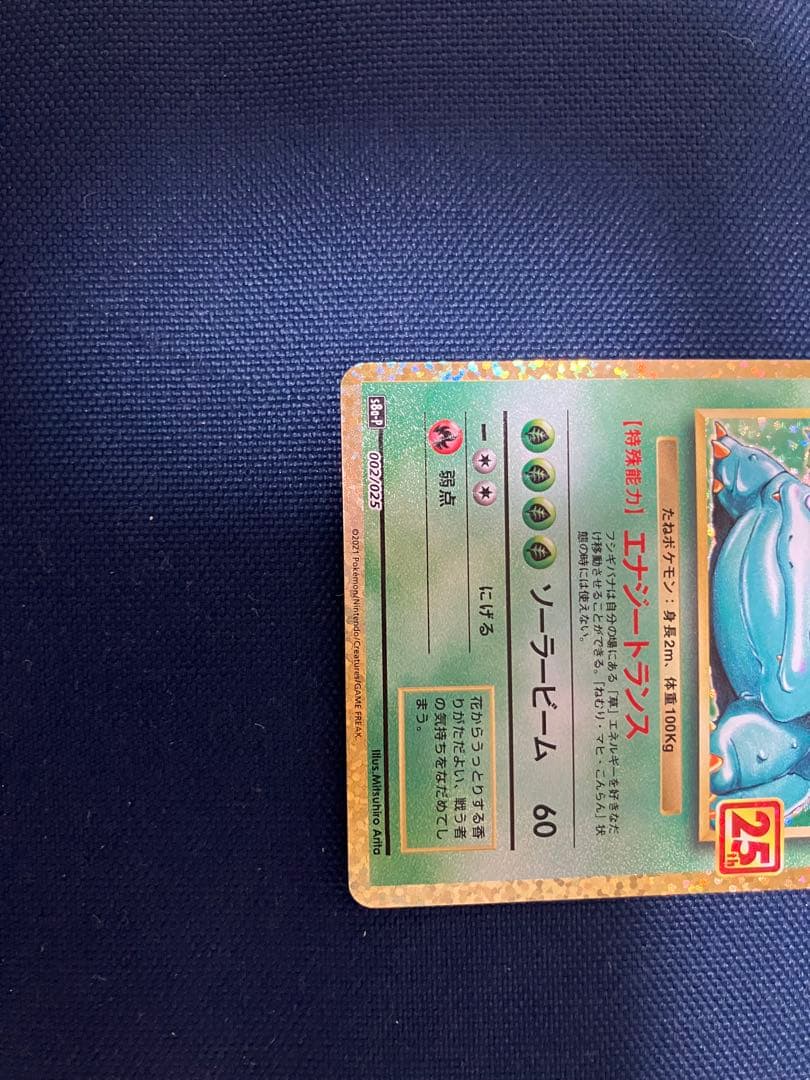 25th
たねポケモン：身長2m、体重100Kg
【特殊能力】エナジートランス
フシギバナは自分の場にある「草」エネルギーを好きなだ
け移動させることができる。「ねむり・マヒ・こんらん」状
態の時には使えない。
ソーラービーム 60
にげる
弱点
花からうっとりする香
りがただよい、戦う者
の気持ちをなだめてし
まう。
s8a-P 002/025
Illus.Mitsuhiro Arita
©2021 Pokémon/Nintendo/Creatures/GAME FREAK.